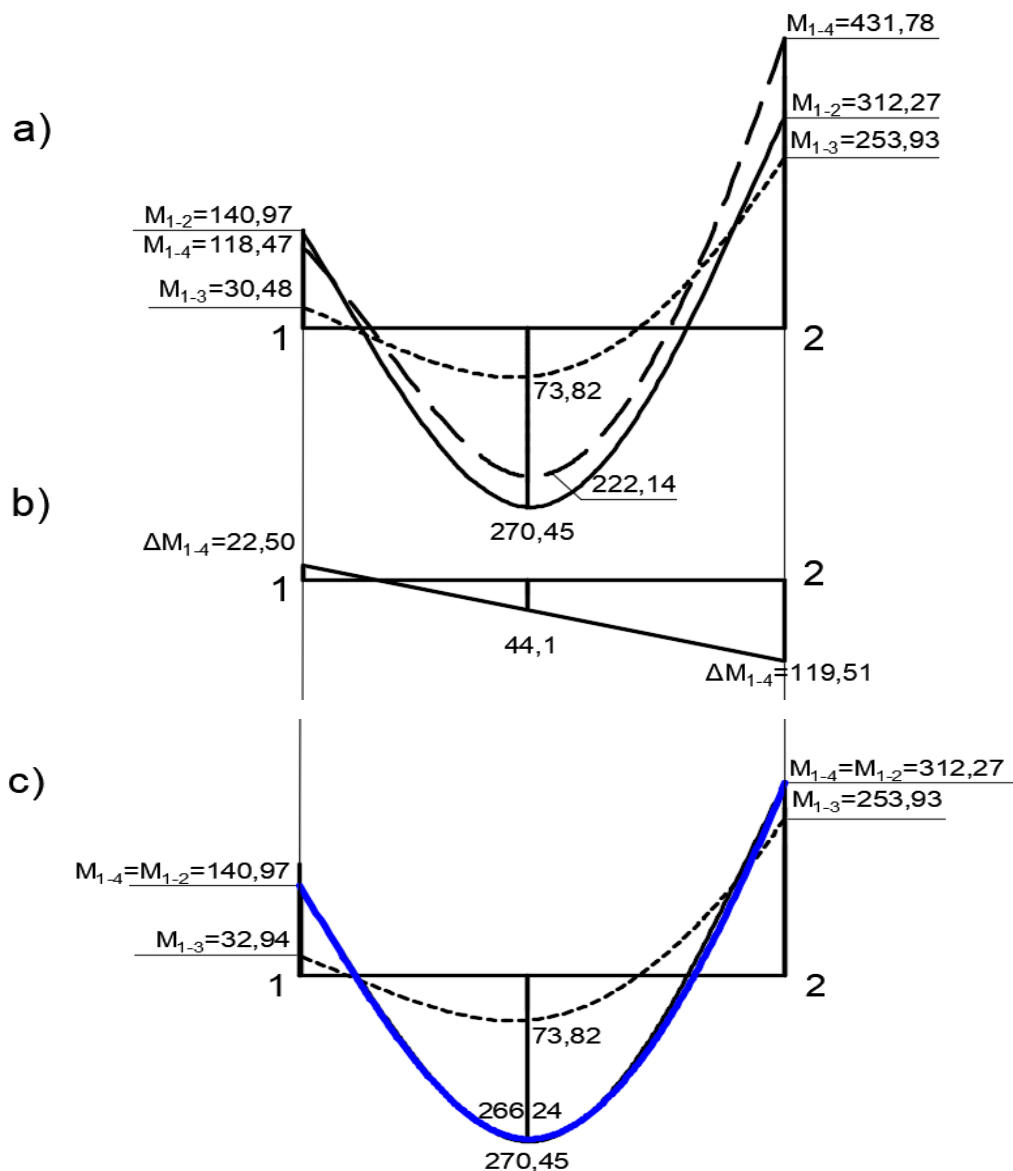 M₁₋₄=431,78
a)
M₁₋₂=312,27
M₁₋₃=253,93
M₁₋₂=140,97
M₁₋₄=118,47
M₁₋₃=30,48
1
2
73,82
222,14
b)
270,45
ΔM₁₋₄=22,50
1
2
44,1
ΔM₁₋₄=119,51
c)
M₁₋₄=M₁₋₂=312,27
M₁₋₃=253,93
M₁₋₄=M₁₋₂=140,97
M₁₋₃=32,94
1
2
73,82
266,24
270,45